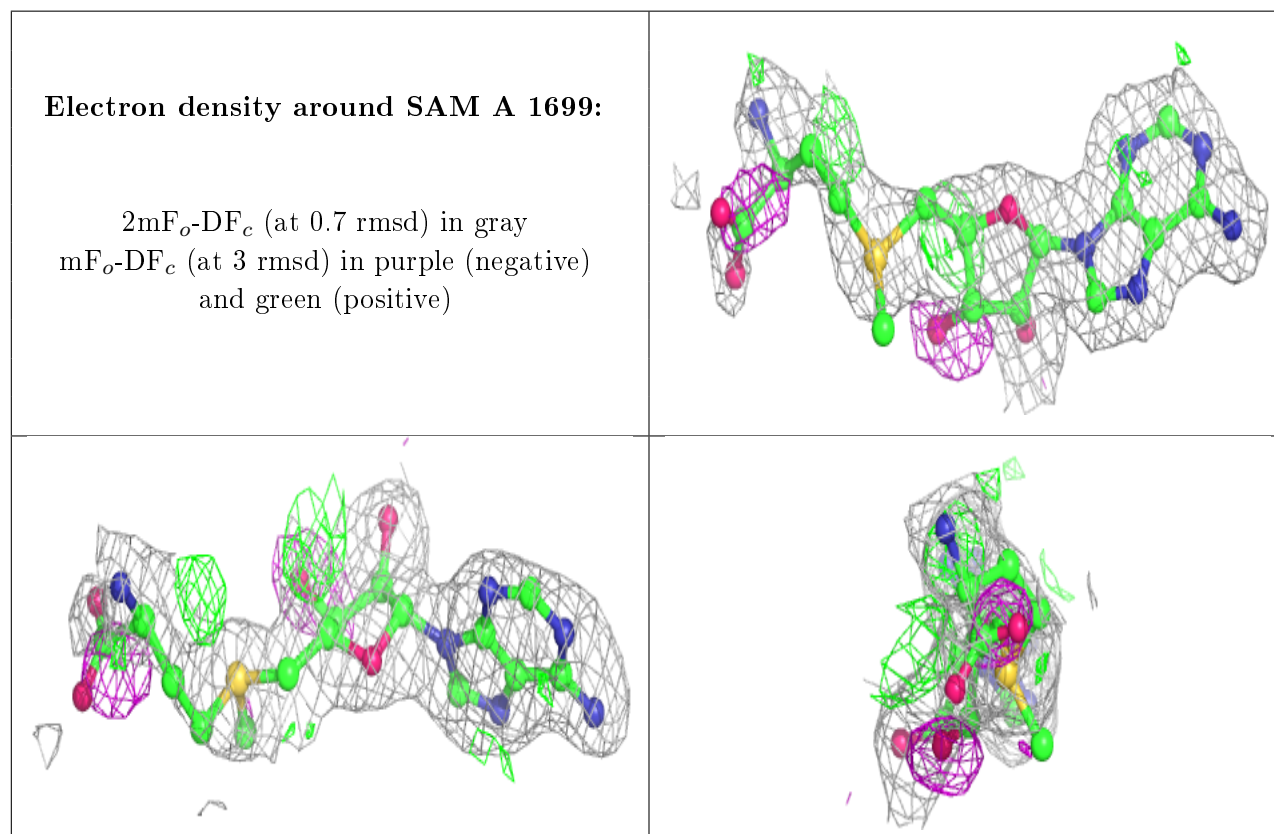 Electron density around SAM A 1699:
2mFo-DFc (at 0.7 rmsd) in gray
mFo-DFc (at 3 rmsd) in purple (negative)
and green (positive)